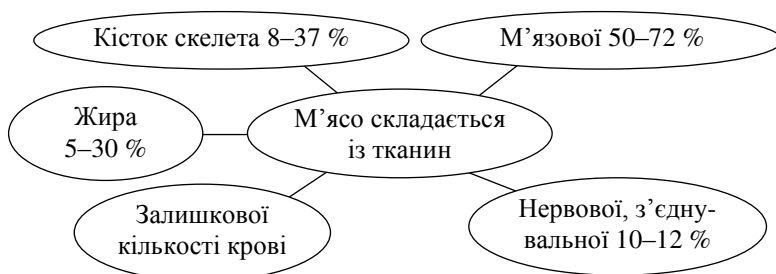 Кісток скелета 8–37 %
М’язової 50–72 %
Жира
5–30 %
М’ясо складається
із тканин
Залишкової
кількості крові
Нервової, з’єдну-
вальної 10–12 %